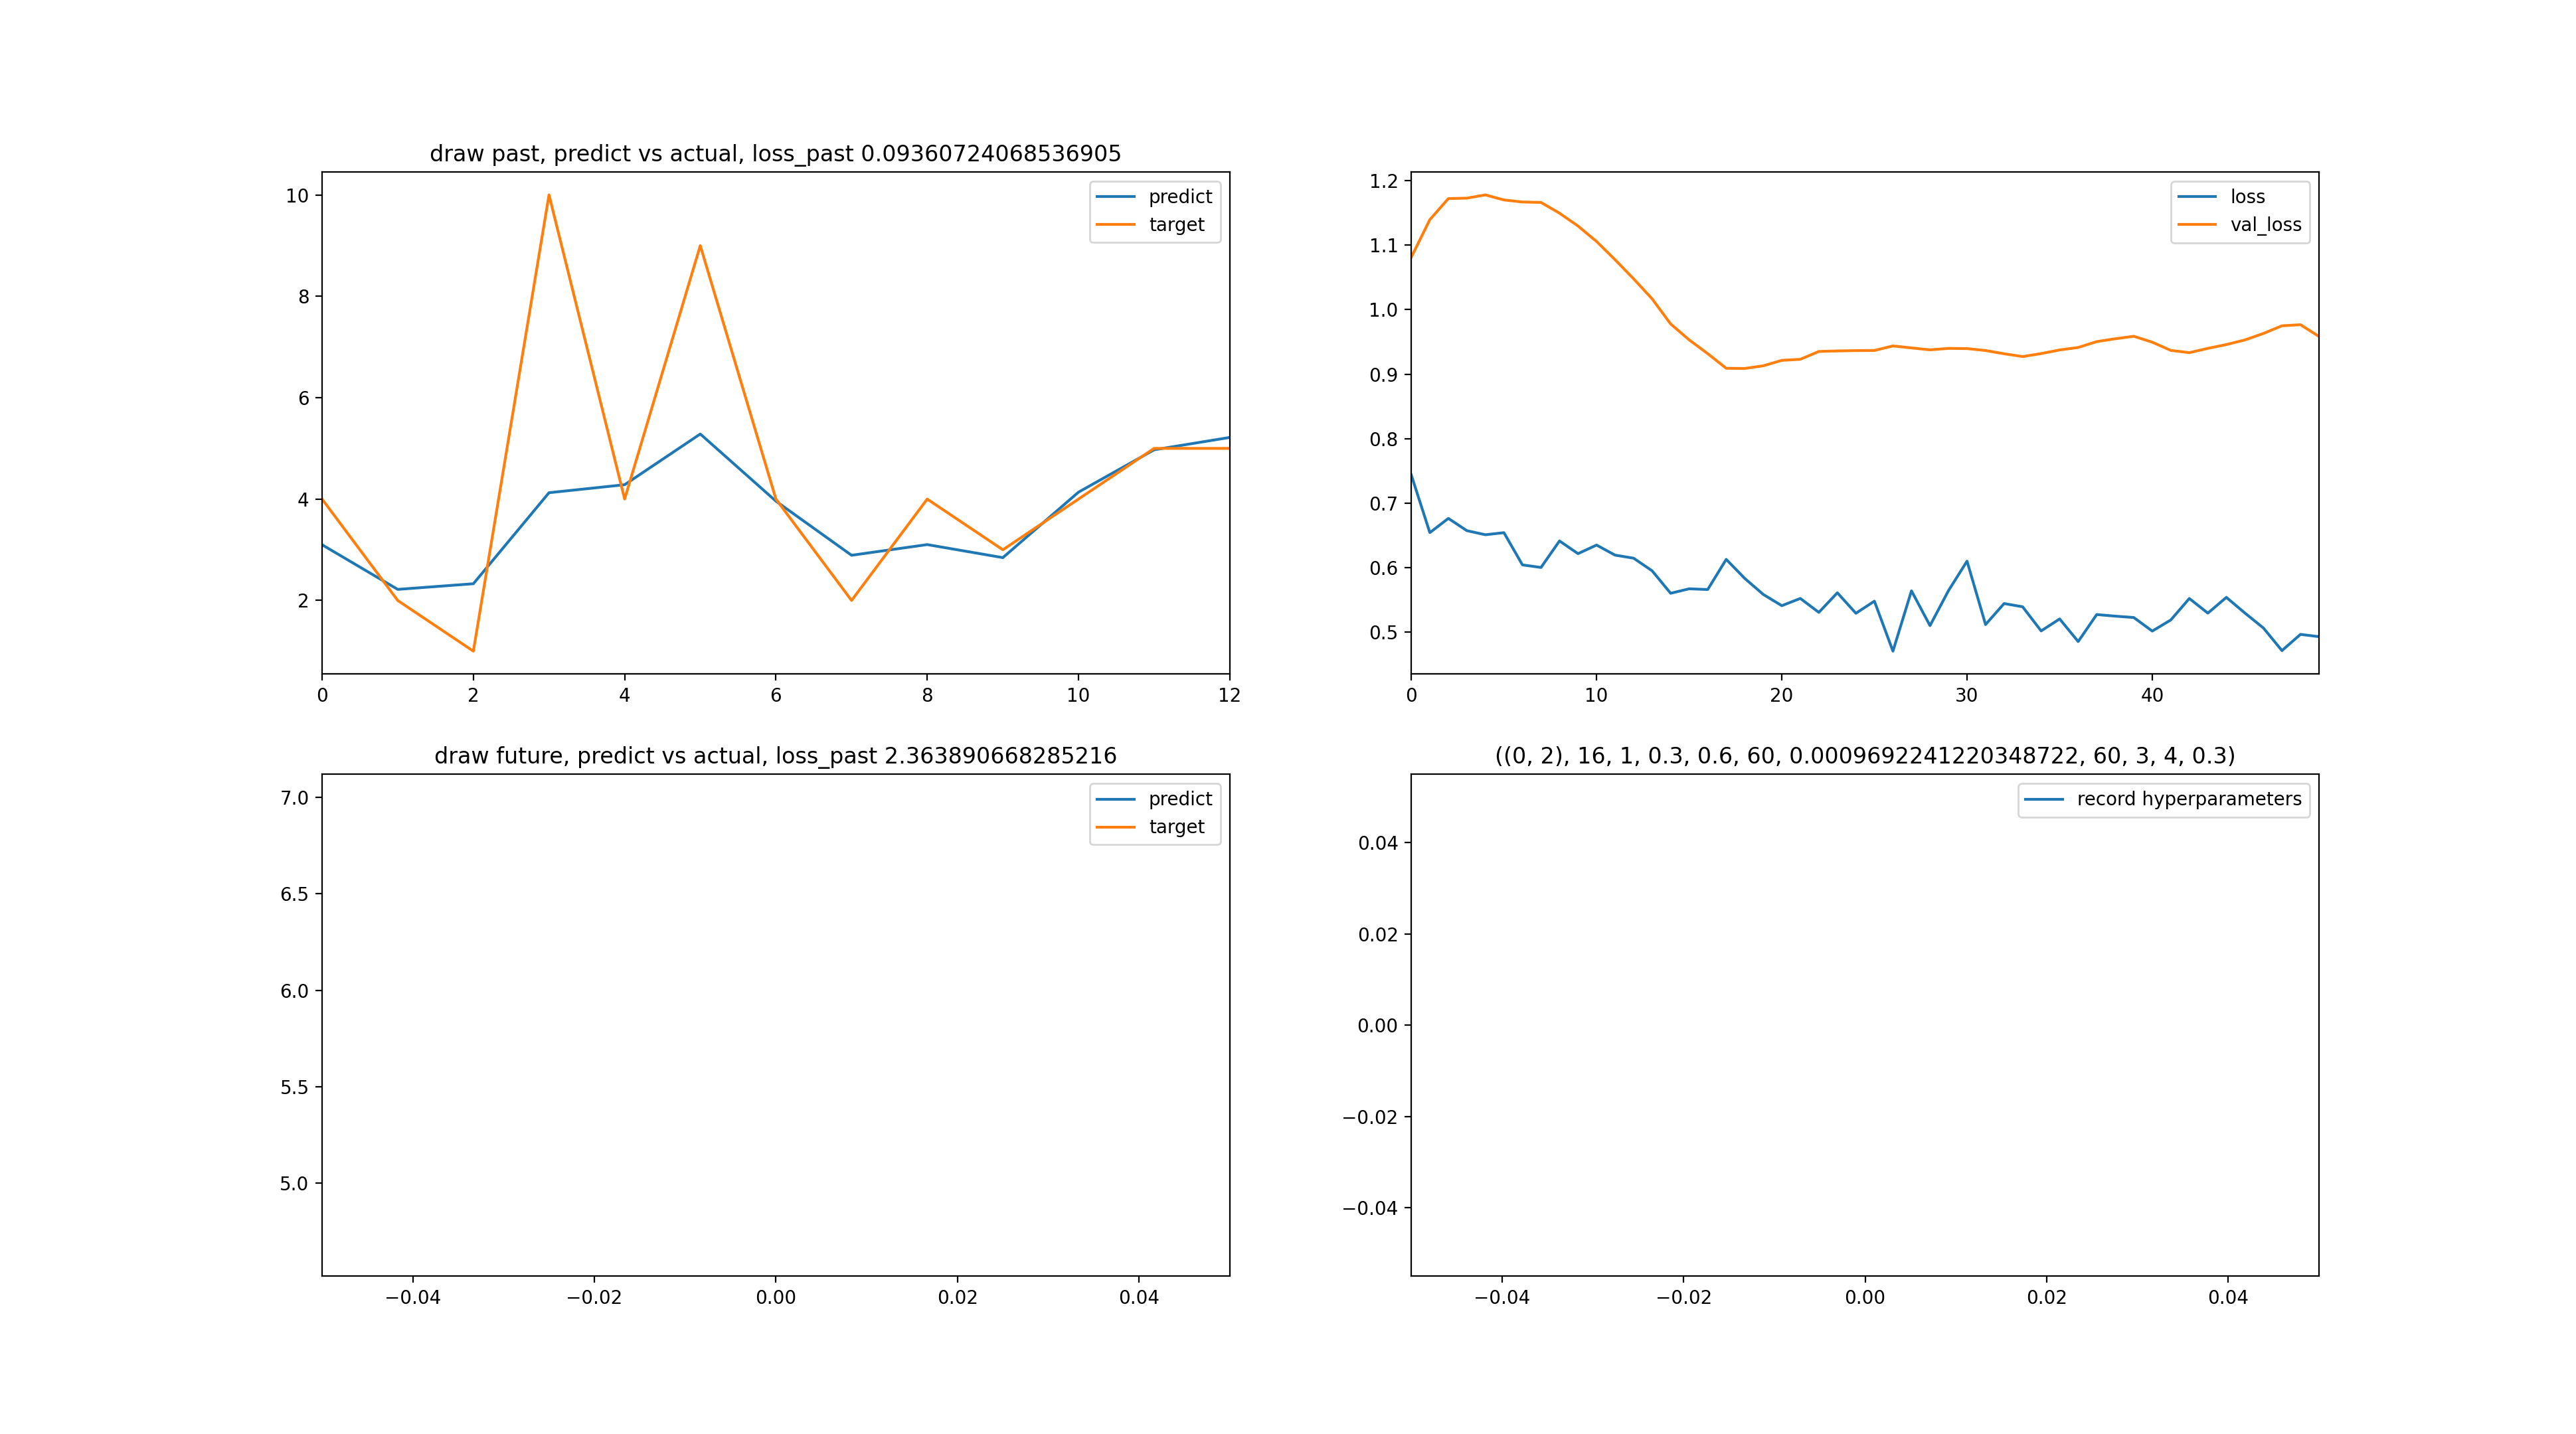 draw past, predict vs actual, loss_past 0.09360724068536905
predict
target
10
8
6
4
2
0 2 4 6 8 10 12
loss
val_loss
1.2
1.1
1.0
0.9
0.8
0.7
0.6
0.5
0 10 20 30 40
draw future, predict vs actual, loss_past 2.363890668285216
predict
target
7.0
6.5
6.0
5.5
5.0
−0.04 −0.02 0.00 0.02 0.04
((0, 2), 16, 1, 0.3, 0.6, 60, 0.0009692241220348722, 60, 3, 4, 0.3)
record hyperparameters
0.04
0.02
0.00
−0.02
−0.04
−0.04 −0.02 0.00 0.02 0.04